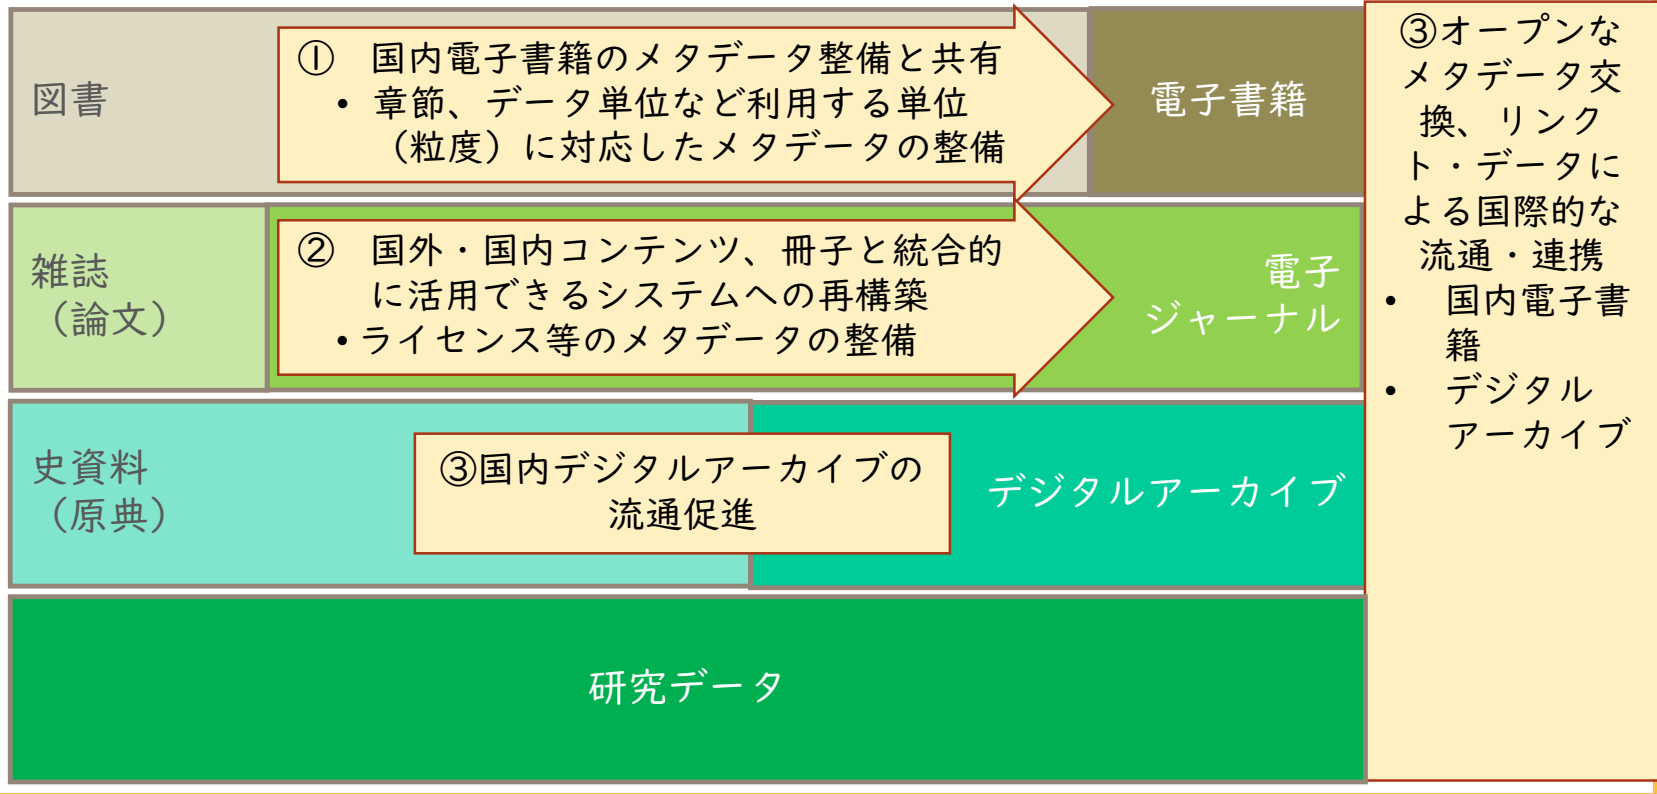 図書
① 国内電子書籍のメタデータ整備と共有
• 章節、データ単位など利用する単位
（粒度）に対応したメタデータの整備
電子書籍
雑誌
（論文）
② 国外・国内コンテンツ、冊子と統合的
に活用できるシステムへの再構築
• ライセンス等のメタデータの整備
電子
ジャーナル
史資料
（原典）
③国内デジタルアーカイブの
流通促進
デジタルアーカイブ
研究データ
③オープンな
メタデータ交
換、リンク
ト・データに
よる国際的な
流通・連携
• 国内電子書
籍
• デジタル
アーカイブ